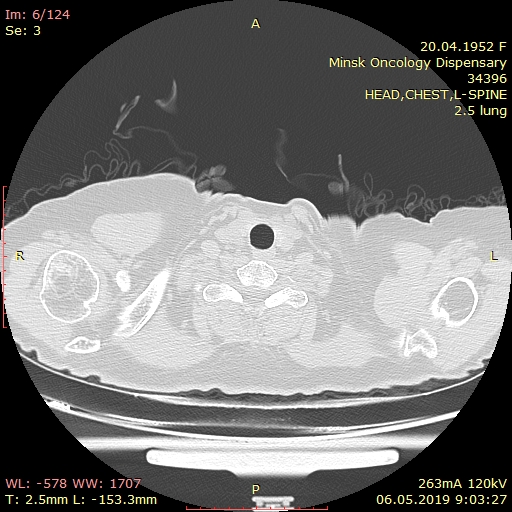 Im: 6/124
Se: 3
A
20.04.1952 F
Minsk Oncology Dispensary
34396
HEAD,CHEST,L-SPINE
2.5 lung
R
L
WL: -578 WW: 1707
T: 2.5mm L: -153.3mm
P
263mA 120kV
06.05.2019 9:03:27